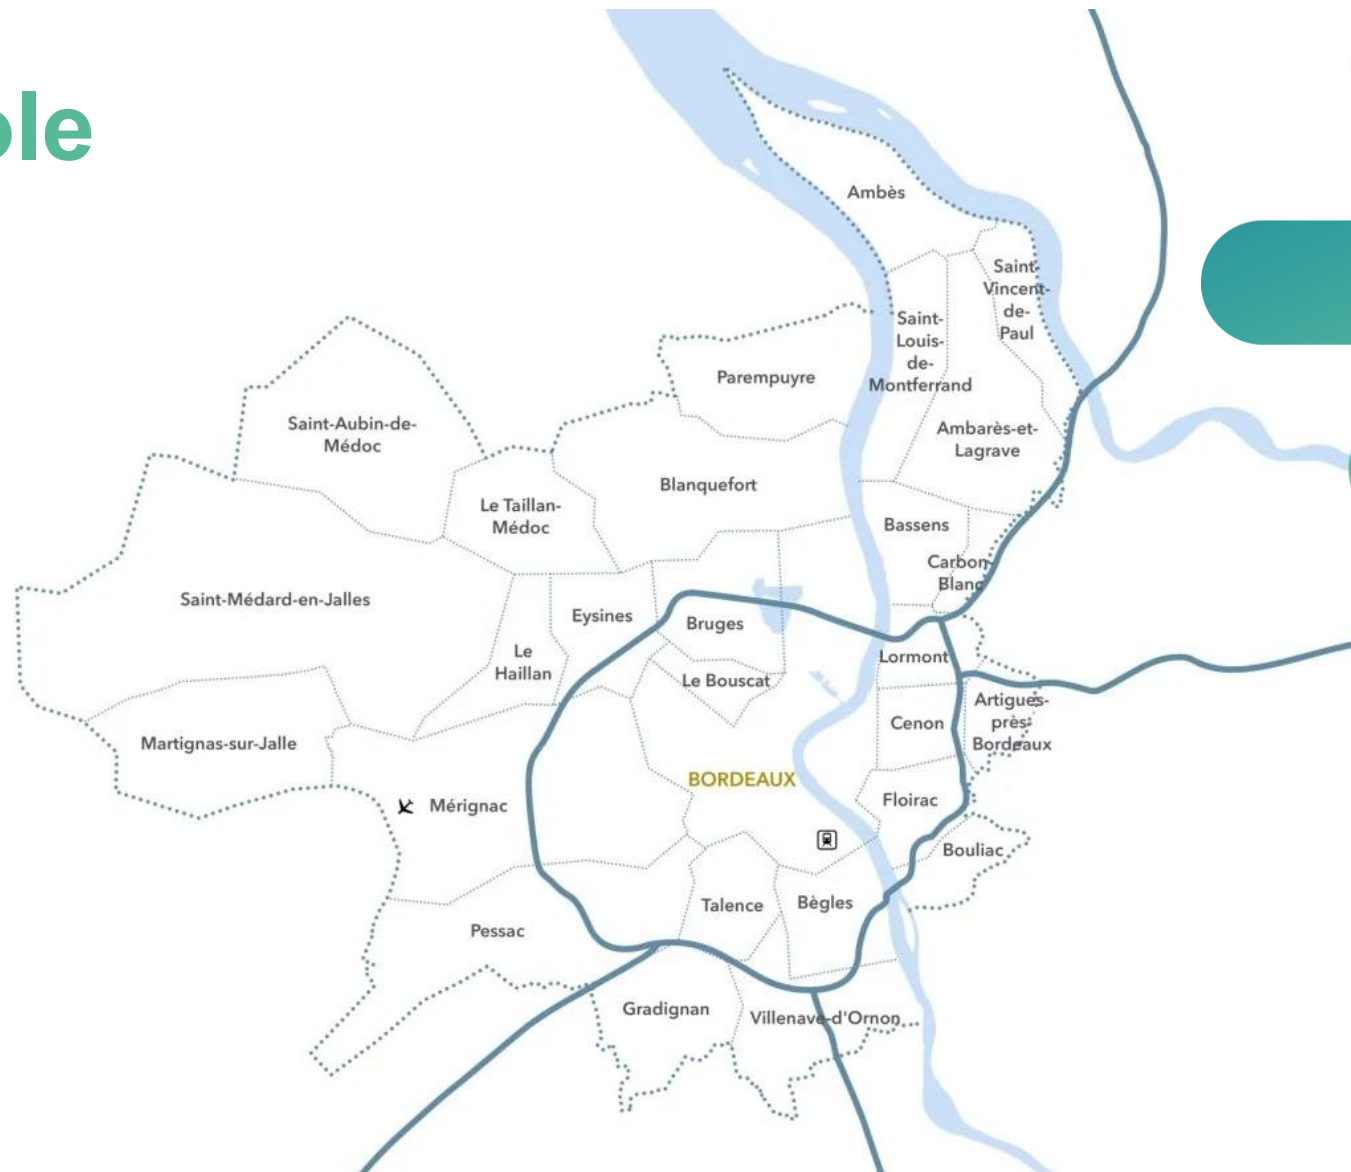 ole
Ambès
Saint-
Vincent-
de-
Paul
Saint-
Louis-
de-
Montferrand
Parempuyre
Saint-Aubin-de-
Médoc
Ambarès-et-
Lagrave
Blanquefort
Le Taillan-
Médoc
Bassens
Carbon-
Blanc
Saint-Médard-en-Jalles
Eysines
Bruges
Le
Haillan
Lormont
Le Bouscat
Artigues-
près-
Bordeaux
Cenon
Martignas-sur-Jalle
BORDEAUX
Mérignac
Floirac
Bouliac
Talence
Bègles
Pessac
Gradignan
Villenave-d'Ornon